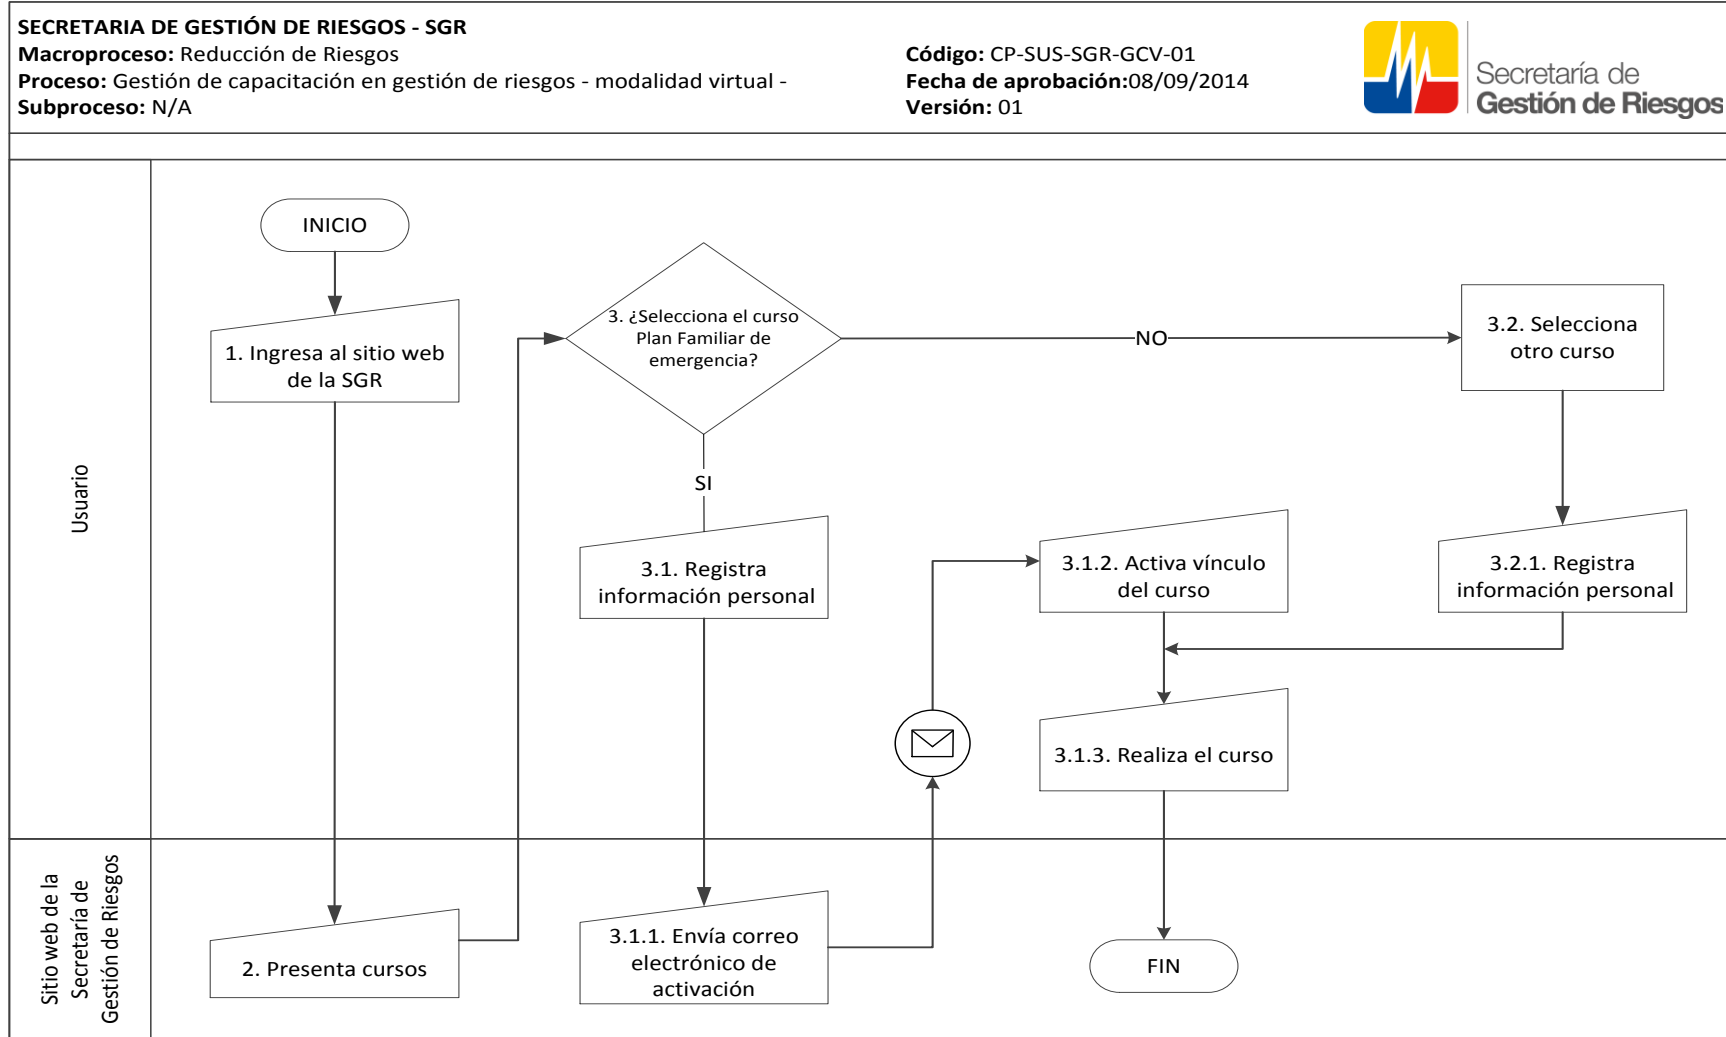 SECRETARIA DE GESTIÓN DE RIESGOS - SGR
Macroproceso: Reducción de Riesgos
Proceso: Gestión de capacitación en gestión de riesgos - modalidad virtual -
Subproceso: N/A
Código: CP-SUS-SGR-GCV-01
Fecha de aprobación:08/09/2014
Versión: 01
Secretaría de
Gestión de Riesgos
Usuario
INICIO
1. Ingresa al sitio web
de la SGR
3. ¿Selecciona el curso
Plan Familiar de
emergencia?
NO
3.2. Selecciona
otro curso
SI
3.1. Registra
información personal
3.1.2. Activa vínculo
del curso
3.2.1. Registra
información personal
3.1.3. Realiza el curso
Sitio web de la
Secretaría de
Gestión de Riesgos
2. Presenta cursos
3.1.1. Envía correo
electrónico de
activación
FIN